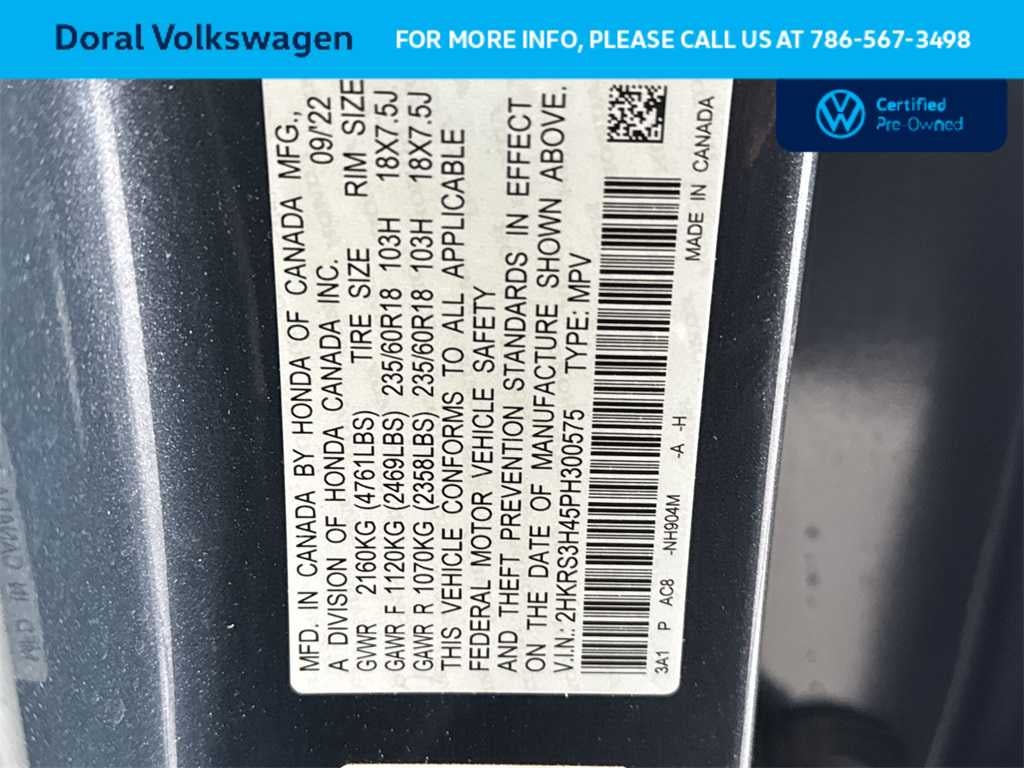 Doral Volkswagen
FOR MORE INFO, PLEASE CALL US AT 786-567-3498
Certified
Pre-Owned
MFD. IN CANADA BY HONDA OF CANADA MFG.,
A DIVISION OF HONDA CANADA INC. 09/'22
GVWR 2160KG (4761LBS) TIRE SIZE RIM SIZE
GAWR F 1120KG (2469LBS) 235/60R18 103H 18X7.5J
GAWR R 1070KG (2358LBS) 235/60R18 103H 18X7.5J
THIS VEHICLE CONFORMS TO ALL APPLICABLE
FEDERAL MOTOR VEHICLE SAFETY
AND THEFT PREVENTION STANDARDS IN EFFECT
ON THE DATE OF MANUFACTURE SHOWN ABOVE.
V.I.N.: 2HKRS3H45PH300575 TYPE: MPV
3A1 P AC8 -NH904M -A -H
MADE IN CANADA